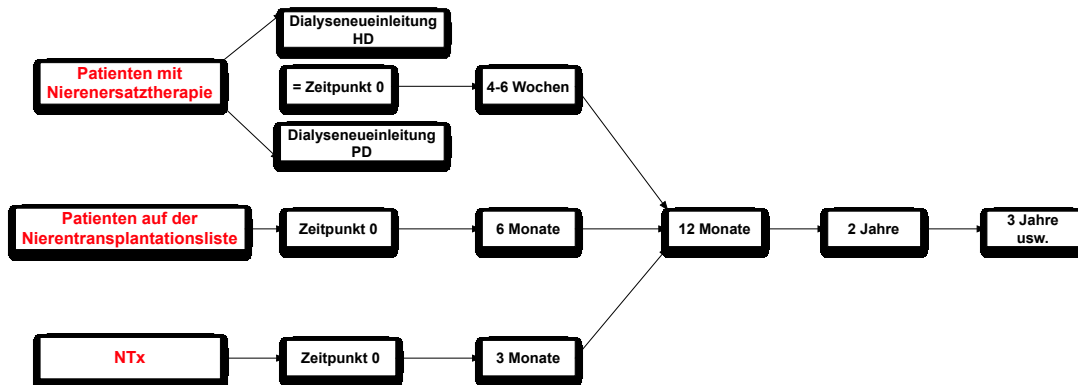 Dialyseneueinleitung
HD
Patienten mit
Nierenersatztherapie
= Zeitpunkt 0
4-6 Wochen
Dialyseneueinleitung
PD
Patienten auf der
Nierentransplantationsliste
Zeitpunkt 0
6 Monate
12 Monate
2 Jahre
3 Jahre
usw.
NTx
Zeitpunkt 0
3 Monate